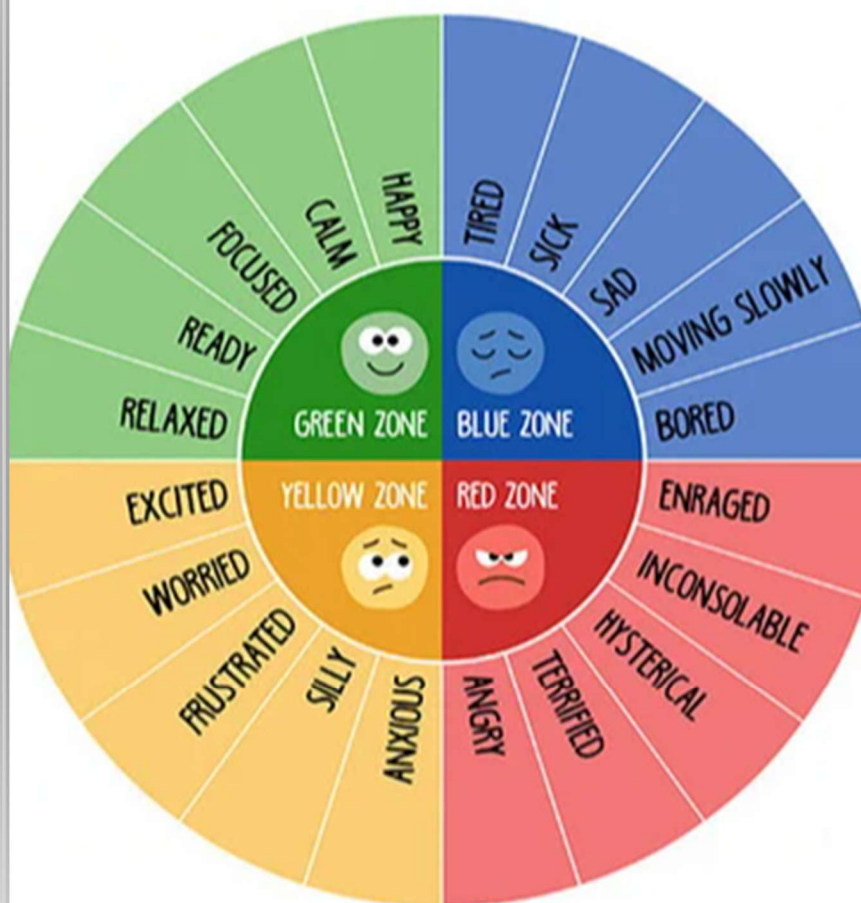 HAPPY
CALM
FOCUSED
READY
RELAXED
GREEN ZONE
TIRED
SICK
SAD
MOVING SLOWLY
BORED
BLUE ZONE
YELLOW ZONE
EXCITED
WORRIED
FRUSTRATED
SILLY
ANXIOUS
RED ZONE
ENRAGED
INCONSOLABLE
HYSTERICAL
TERRIFIED
ANGRY